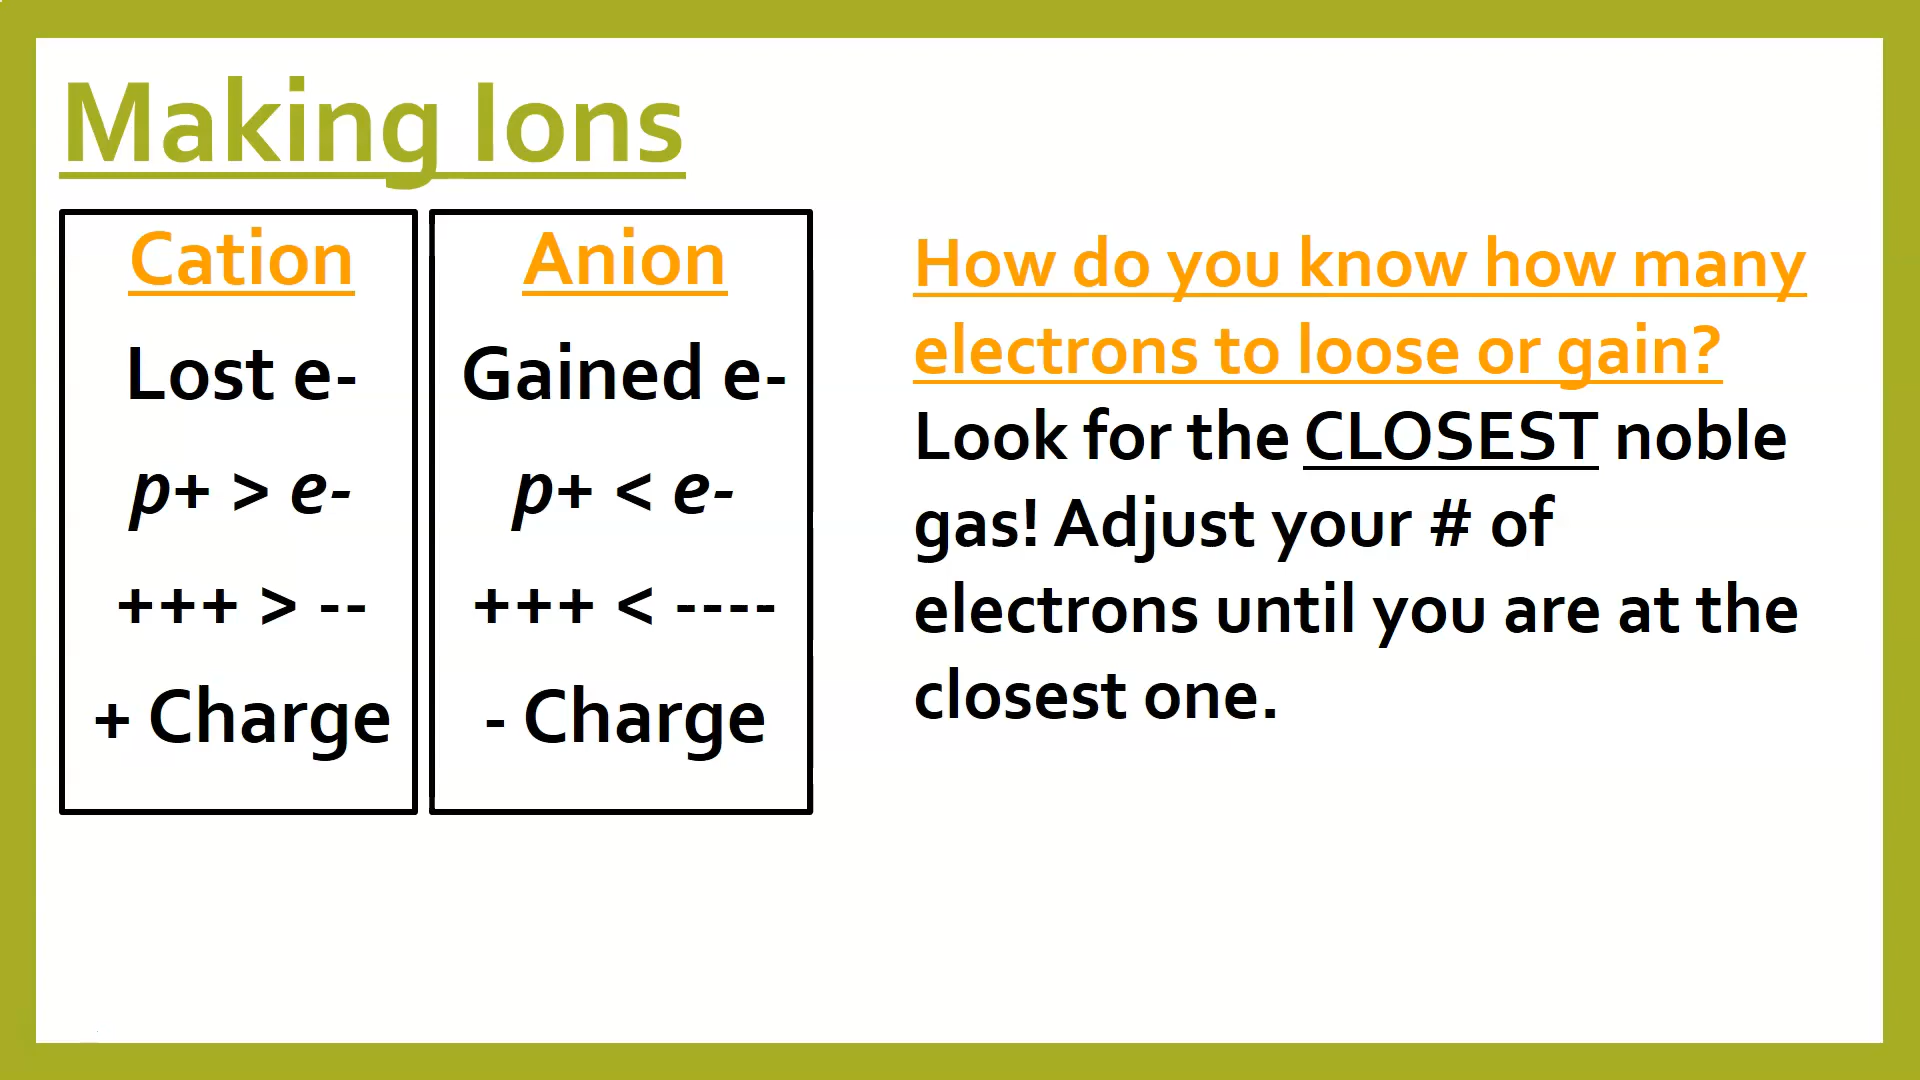 Making Ions
Cation
Lost e-
p+ > e-
+++ > --
+ Charge
Anion
Gained e-
p+ < e-
+++ < ----
- Charge
How do you know how many
electrons to loose or gain?
Look for the CLOSEST noble
gas! Adjust your # of
electrons until you are at the
closest one.